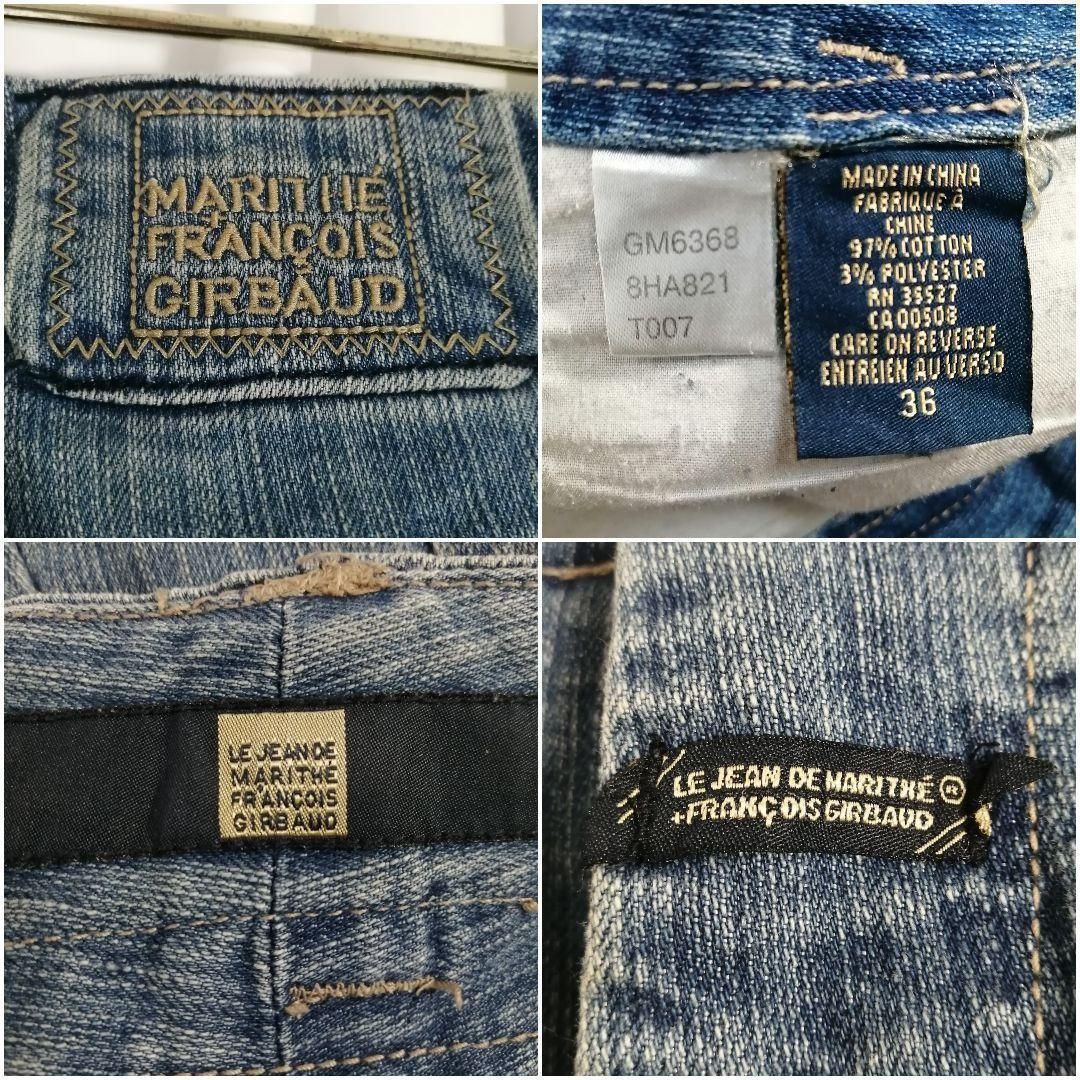 MARITHÉ
+
FRANÇOIS
GIRBAUD
GM6368
8HA821
T007
MADE IN CHINA
FABRIQUE A
CHINE
97% COTTON
3% POLYESTER
RN 35527
CA 00508
CARE ON REVERSE
ENTREIEN AU VERSO
36
LE JEAN DE
MARITHÉ
+
FRANÇOIS
GIRBAUD
LE JEAN DE MARITHÉ ®
+FRANÇOIS GIRBAUD